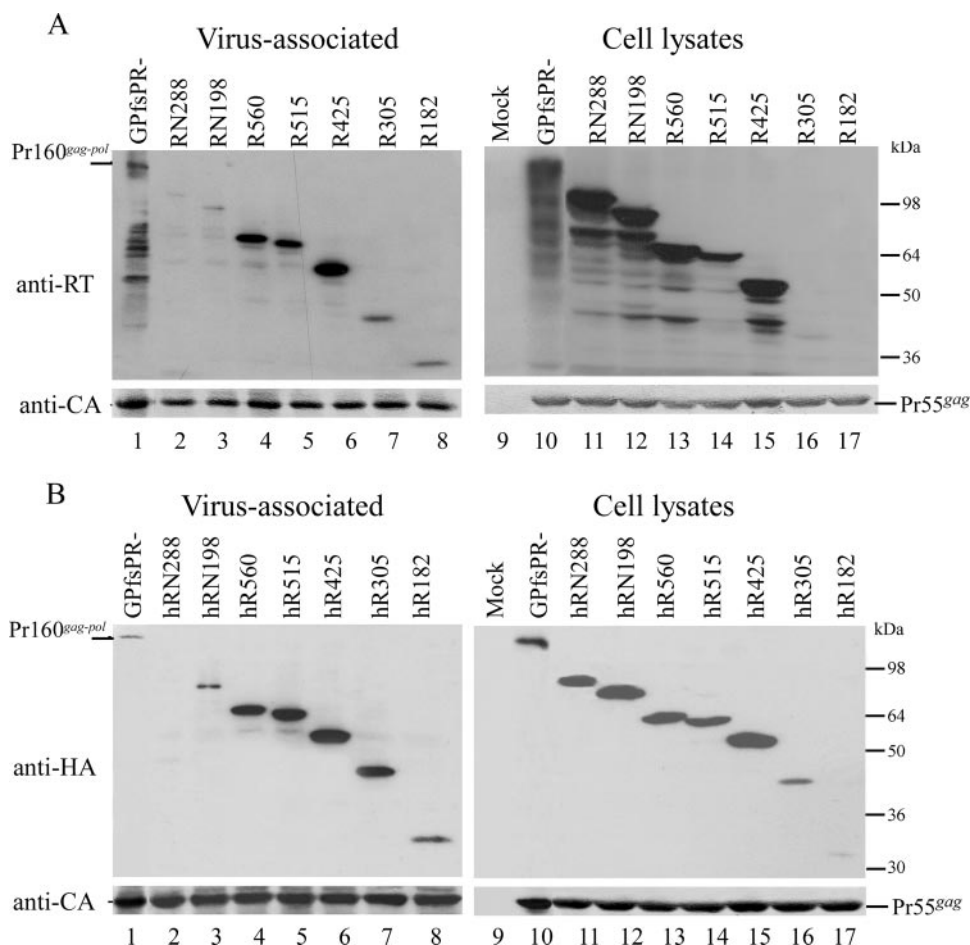 A
Virus-associated
Cell lysates
GPfsPR-
RN288
RN198
R560
R515
R425
R305
R182
Mock
GPfsPR-
RN288
RN198
R560
R515
R425
R305
R182
Pr160gag-pol
kDa
98
64
50
36
anti-RT
anti-CA
Pr55gag
1 2 3 4 5 6 7 8 9 10 11 12 13 14 15 16 17
B
Virus-associated
Cell lysates
GPfsPR-
hRN288
hRN198
hR560
hR515
hR425
hR305
hR182
Mock
GPfsPR-
hRN288
hRN198
hR560
hR515
hR425
hR305
hR182
Pr160gag-pol
kDa
98
64
50
36
30
anti-HA
anti-CA
Pr55gag
1 2 3 4 5 6 7 8 9 10 11 12 13 14 15 16 17